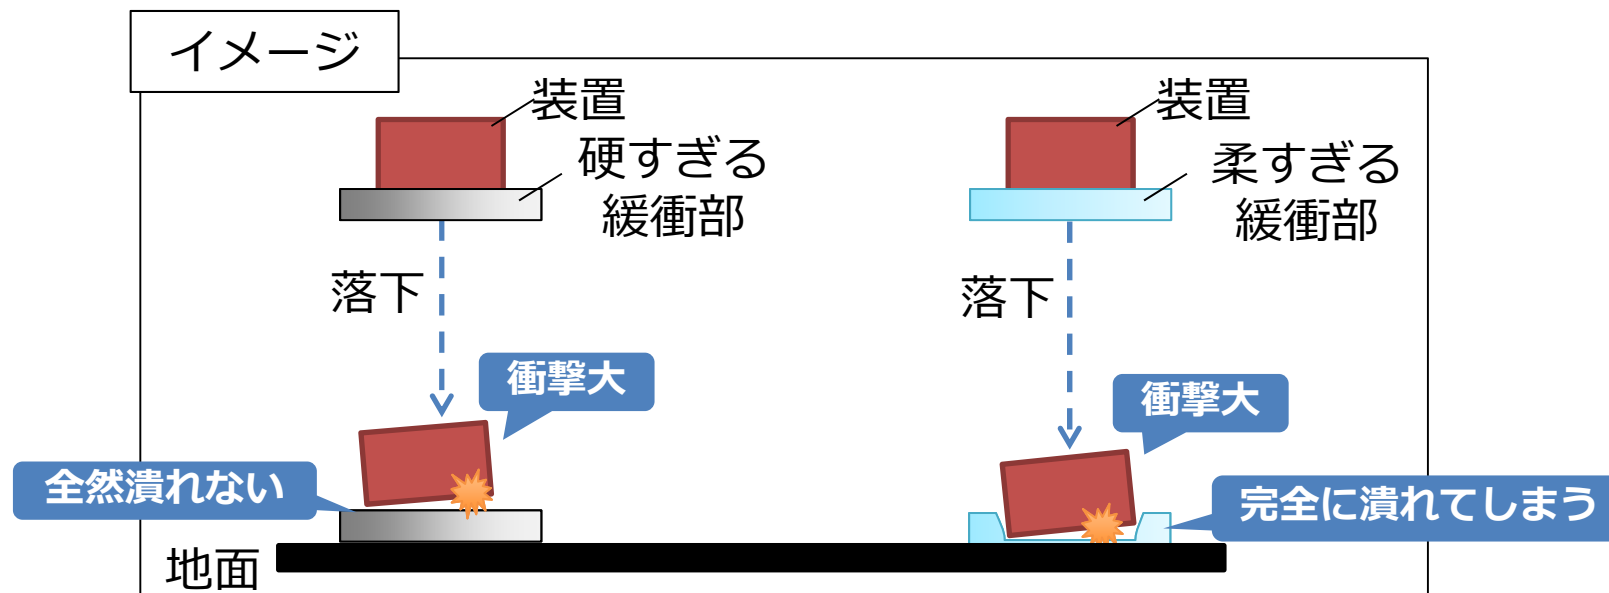 イメージ
装置
硬すぎる
緩衝部
落下
衝撃大
全然潰れない
装置
柔すぎる
緩衝部
落下
衝撃大
完全に潰れてしまう
地面